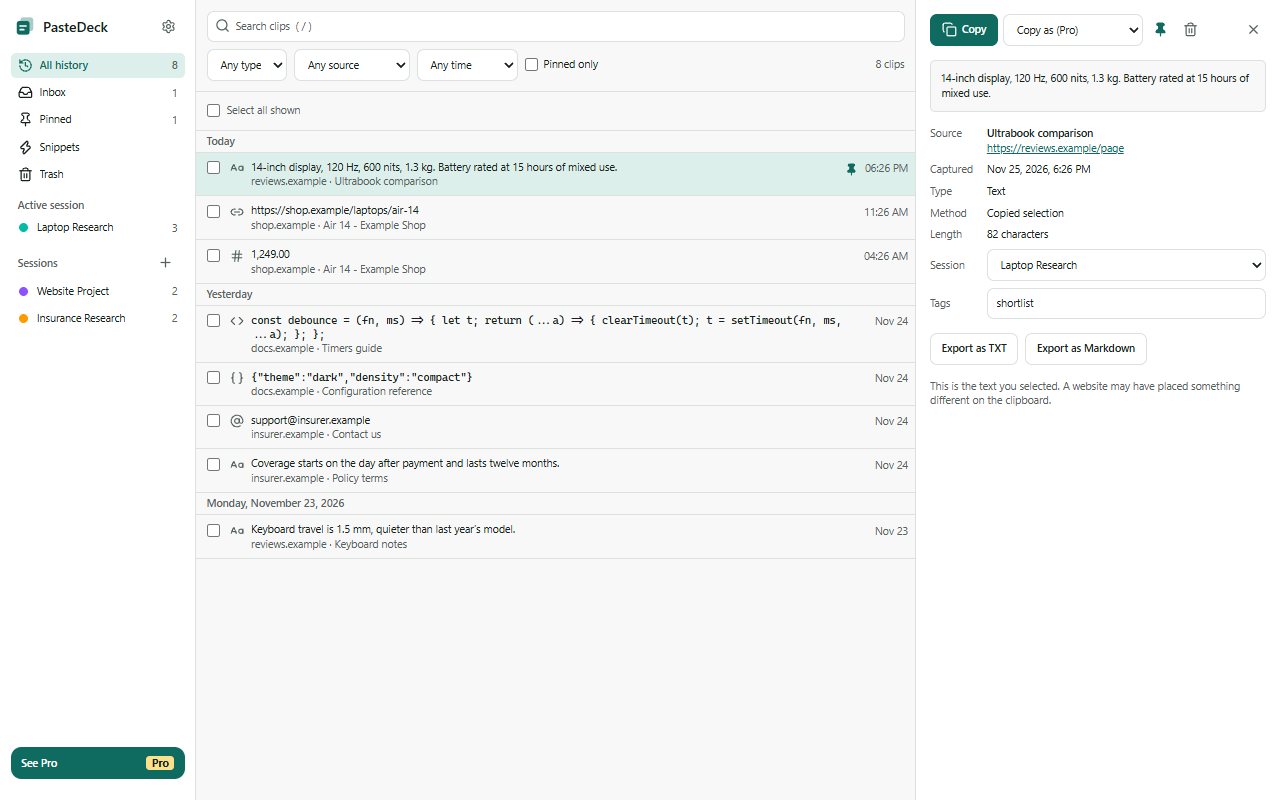 PasteDeck
All history 8
Inbox 1
Pinned 1
Snippets
Trash
Active session
Laptop Research 3
Sessions
Website Project 2
Insurance Research 2
See Pro Pro
Search clips ( / )
Any type Any source Any time Pinned only 8 clips
Select all shown
Today
Aa 14-inch display, 120 Hz, 600 nits, 1.3 kg. Battery rated at 15 hours of mixed use. 06:26 PM
reviews.example · Ultrabook comparison
https://shop.example/laptops/air-14 11:26 AM
shop.example · Air 14 - Example Shop
# 1,249.00 04:26 AM
shop.example · Air 14 - Example Shop
Yesterday
<> const debounce = (fn, ms) => { let t; return (...a) => { clearTimeout(t); t = setTimeout(fn, ms, Nov 24
...a); }; };
docs.example · Timers guide
{} {"theme":"dark","density":"compact"} Nov 24
docs.example · Configuration reference
@ support@insurer.example Nov 24
insurer.example · Contact us
Aa Coverage starts on the day after payment and lasts twelve months. Nov 24
insurer.example · Policy terms
Monday, November 23, 2026
Aa Keyboard travel is 1.5 mm, quieter than last year's model. Nov 23
reviews.example · Keyboard notes
Copy Copy as (Pro)
14-inch display, 120 Hz, 600 nits, 1.3 kg. Battery rated at 15 hours of
mixed use.
Source Ultrabook comparison
https://reviews.example/page
Captured Nov 25, 2026, 6:26 PM
Type Text
Method Copied selection
Length 82 characters
Session Laptop Research
Tags shortlist
Export as TXT Export as Markdown
This is the text you selected. A website may have placed something
different on the clipboard.